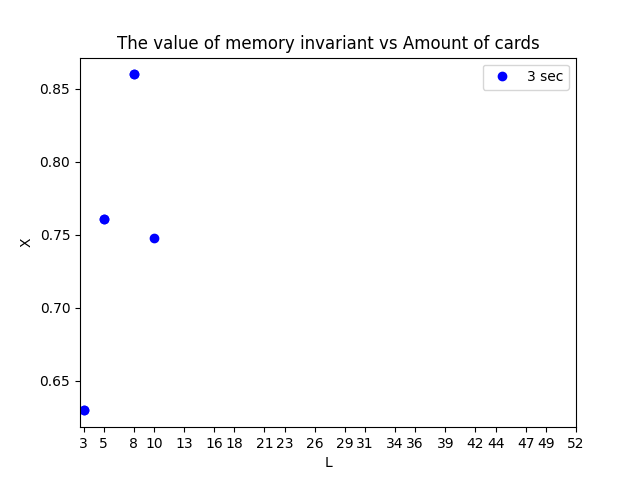 The value of memory invariant vs Amount of cards
3 sec
0.85
0.80
0.75
0.70
0.65
X
3 5 8 10 13 16 18 21 23 26 29 31 34 36 39 42 44 47 49 52
L